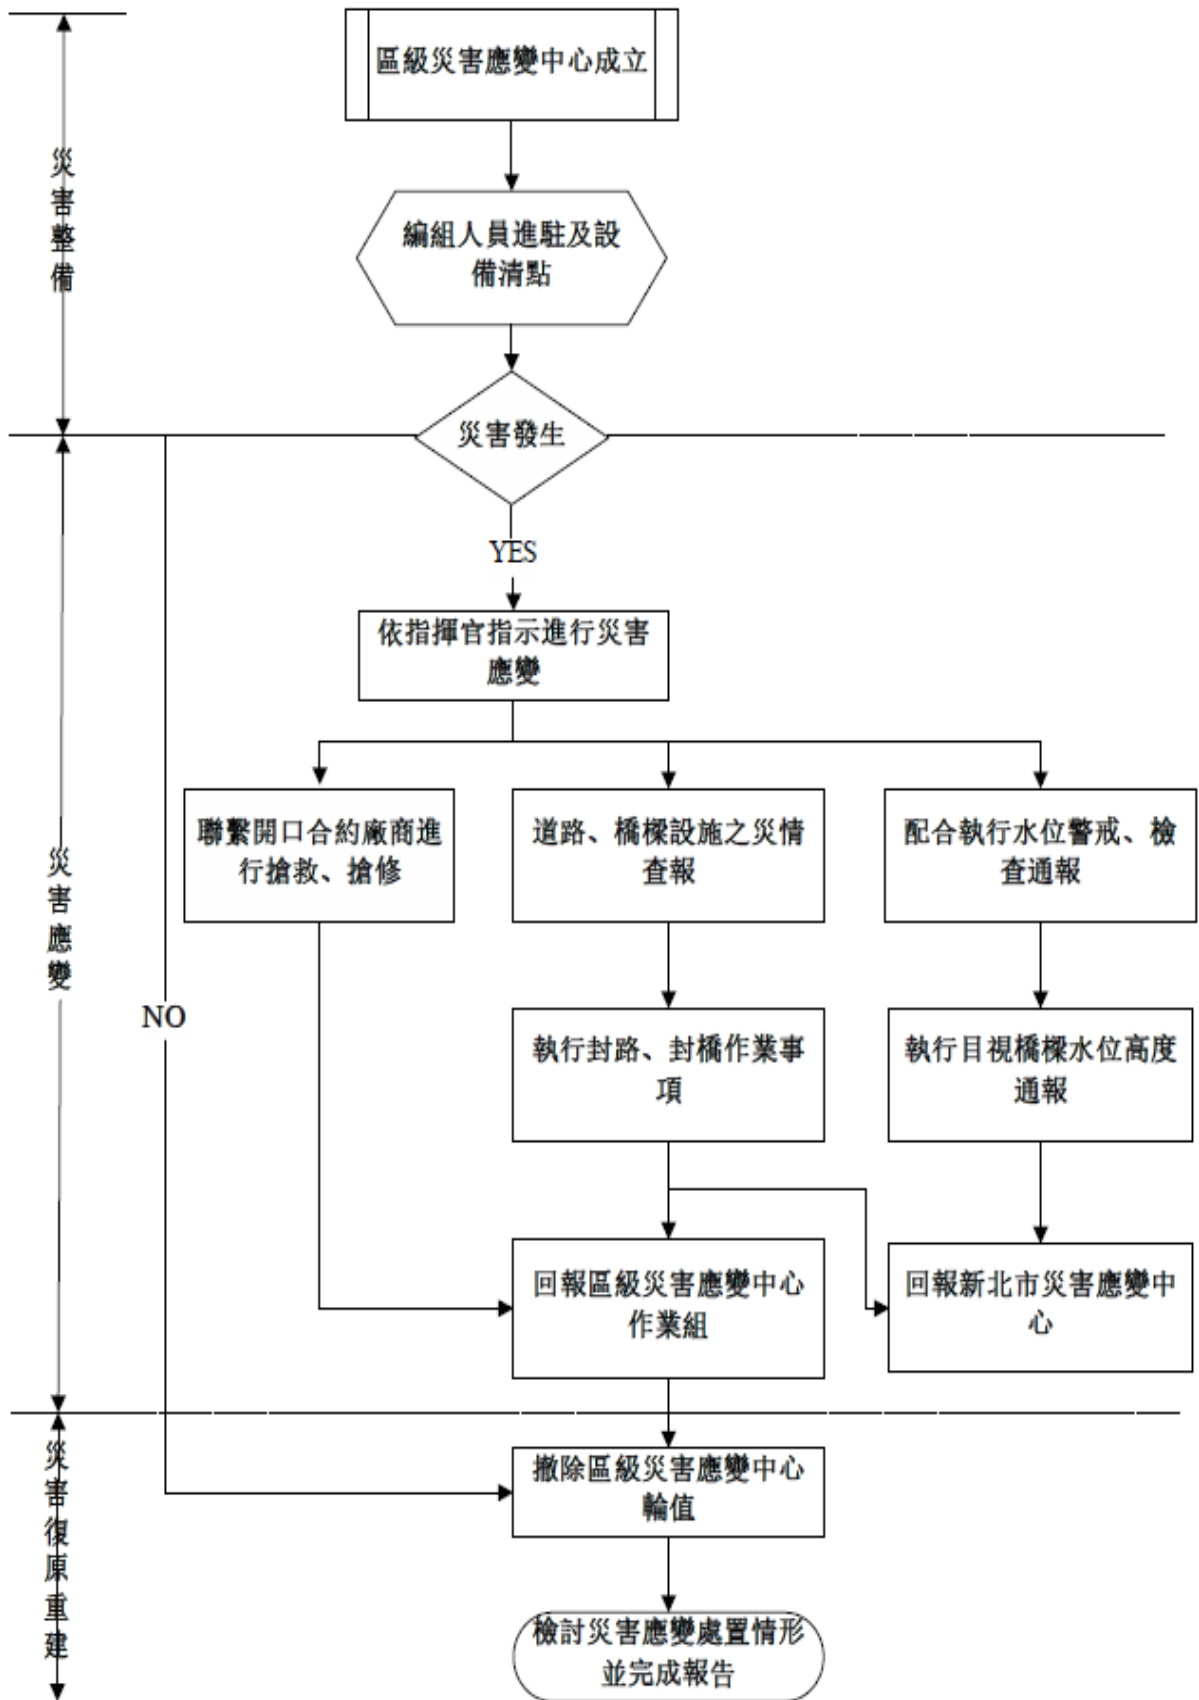 區級災害應變中心成立
災害整備
編組人員進駐及設
備清點
災害發生
YES
依指揮官指示進行災害
應變
災害應變
聯繫開口合約廠商進
行搶救、搶修
道路、橋樑設施之災情
查報
配合執行水位警戒、檢
查通報
NO
執行封路、封橋作業事
項
執行目視橋樑水位高度
通報
回報區級災害應變中心
作業組
回報新北市災害應變中
心
災害復原重建
撤除區級災害應變中心
輪值
檢討災害應變處置情形
並完成報告